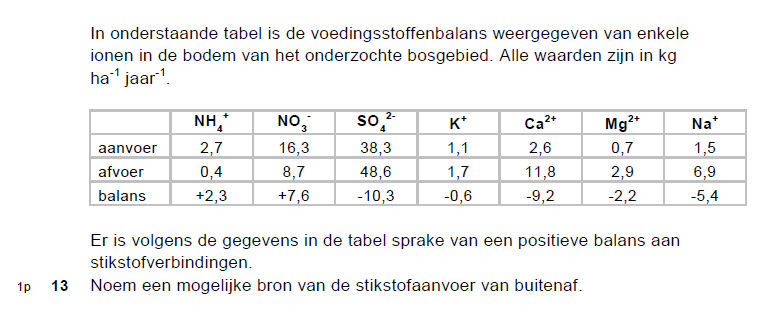 In onderstaande tabel is de voedingsstoffenbalans weergegeven van enkele
ionen in de bodem van het onderzochte bosgebied. Alle waarden zijn in kg
ha⁻¹ jaar⁻¹.
NH₄⁺ NO₃⁻ SO₄²⁻ K⁺ Ca²⁺ Mg²⁺ Na⁺
aanvoer 2,7 16,3 38,3 1,1 2,6 0,7 1,5
afvoer 0,4 8,7 48,6 1,7 11,8 2,9 6,9
balans +2,3 +7,6 -10,3 -0,6 -9,2 -2,2 -5,4
Er is volgens de gegevens in de tabel sprake van een positieve balans aan
stikstofverbindingen.
1p 13 Noem een mogelijke bron van de stikstofaanvoer van buitenaf.